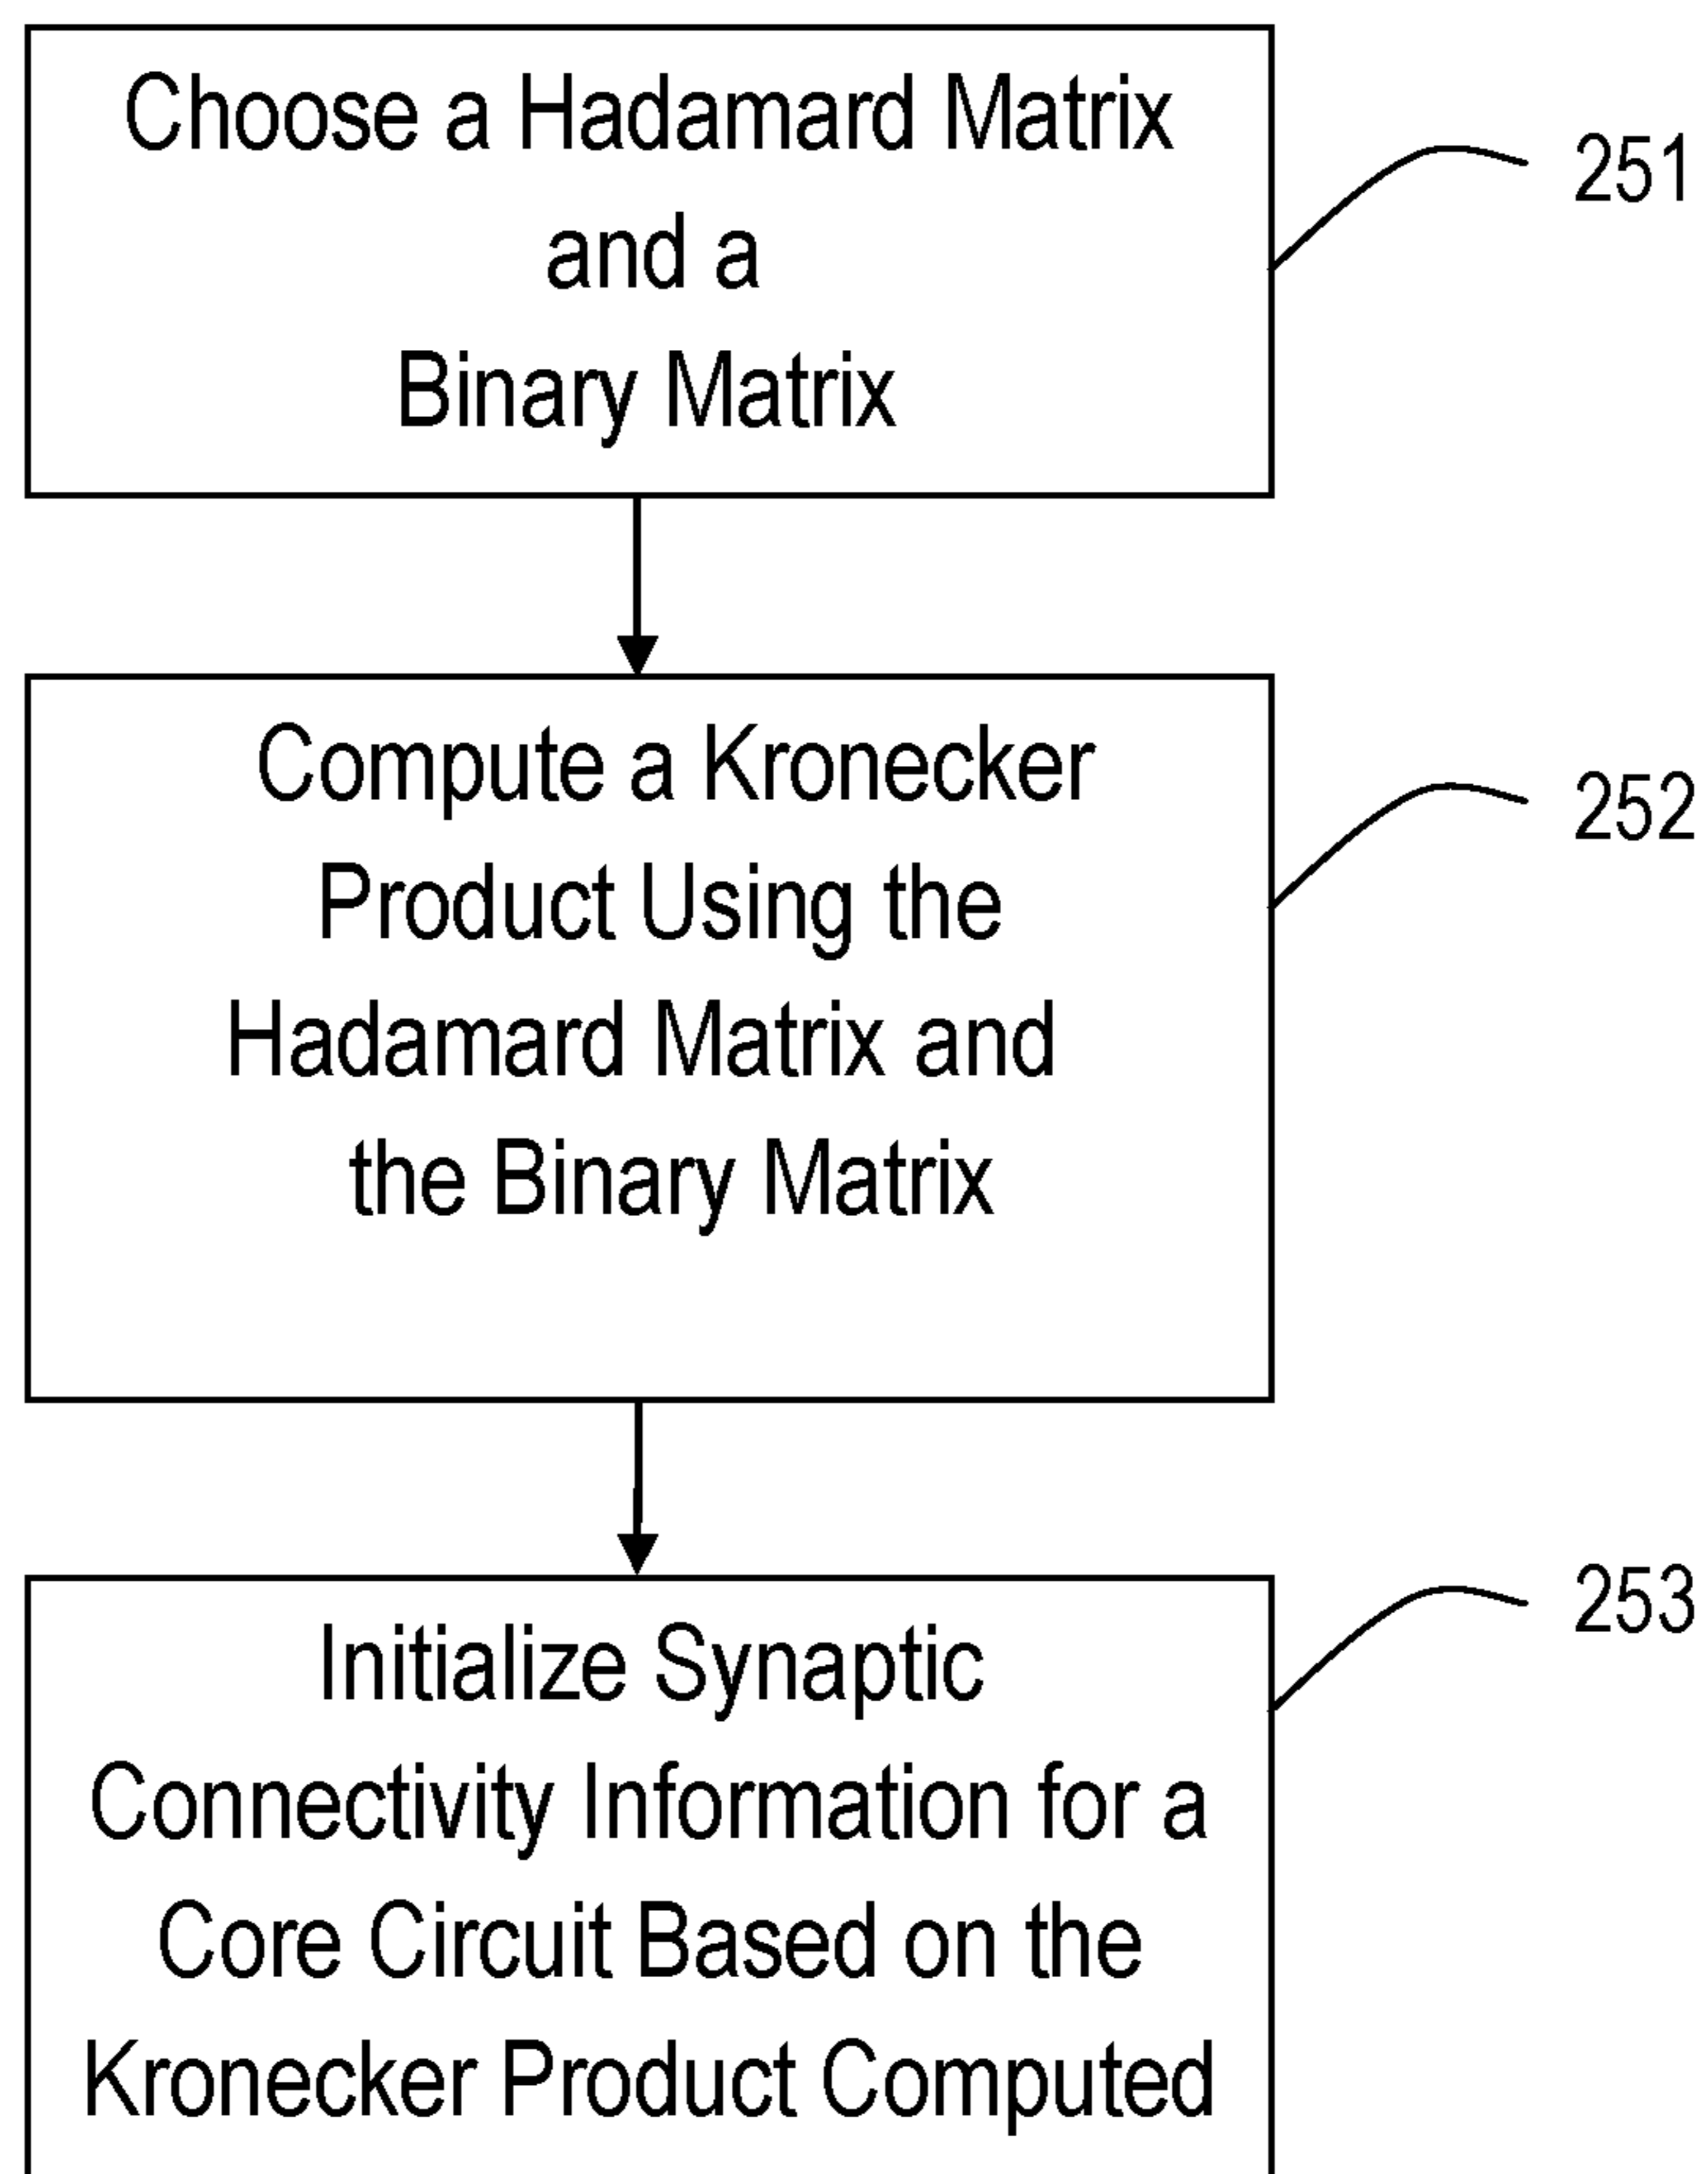 Choose a Hadamard Matrix
and a
Binary Matrix
251
Compute a Kronecker
Product Using the
Hadamard Matrix and
the Binary Matrix
252
Initialize Synaptic
Connectivity Information for a
Core Circuit Based on the
Kronecker Product Computed
253